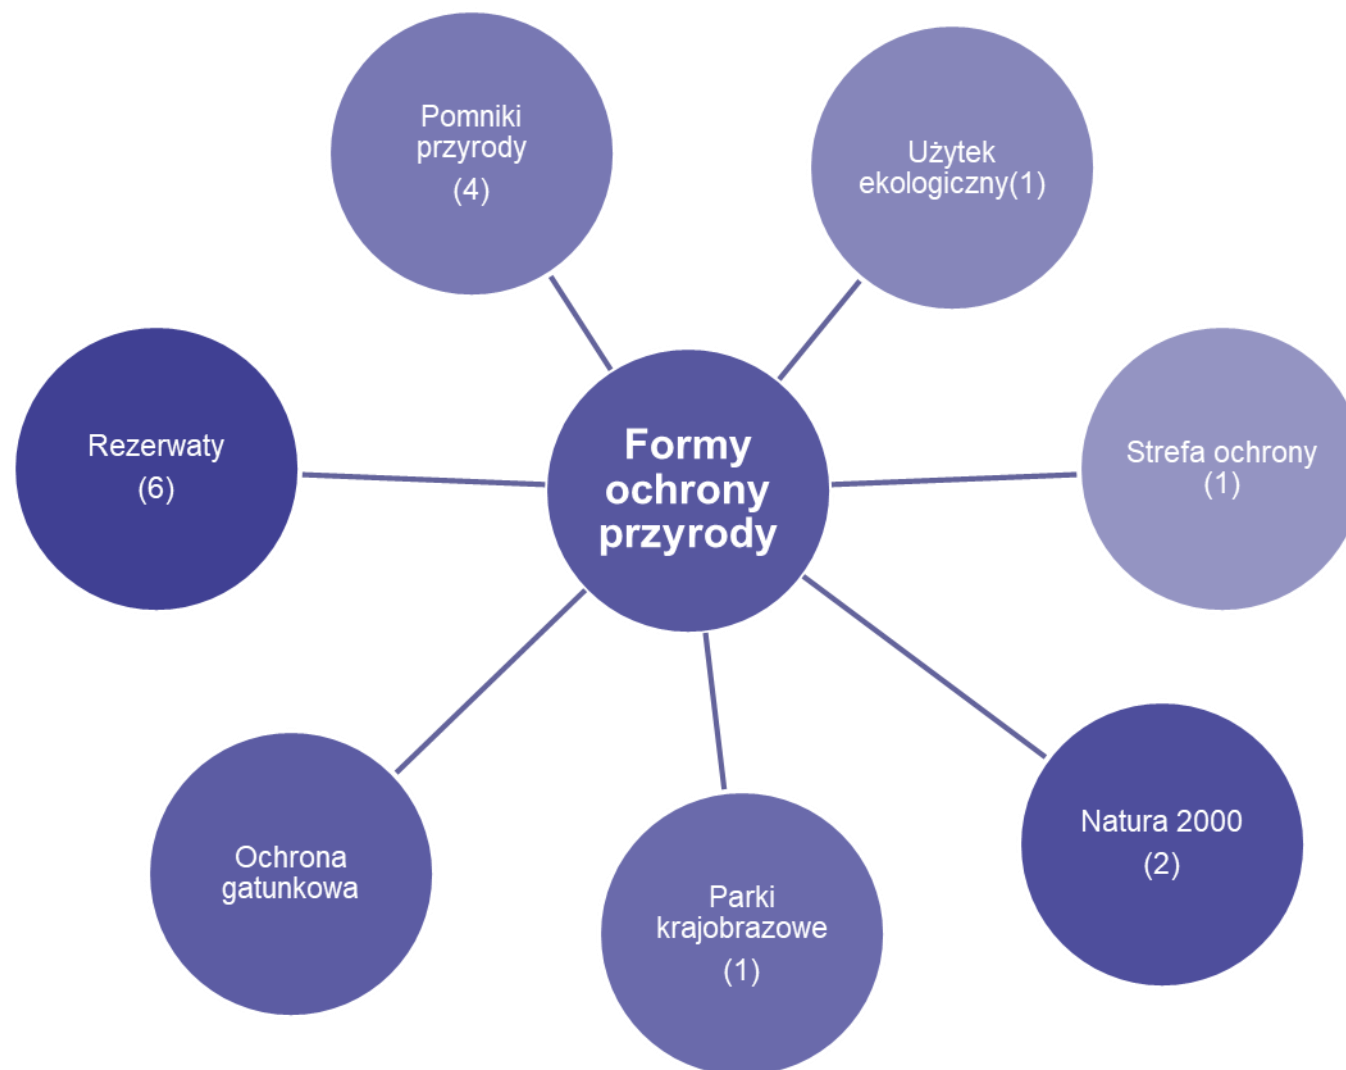 Pomniki
przyrody
(4)
Użytek
ekologiczny(1)
Rezerwaty
(6)
Formy
ochrony
przyrody
Strefa ochrony
(1)
Ochrona
gatunkowa
Parki
krajobrazowe
(1)
Natura 2000
(2)